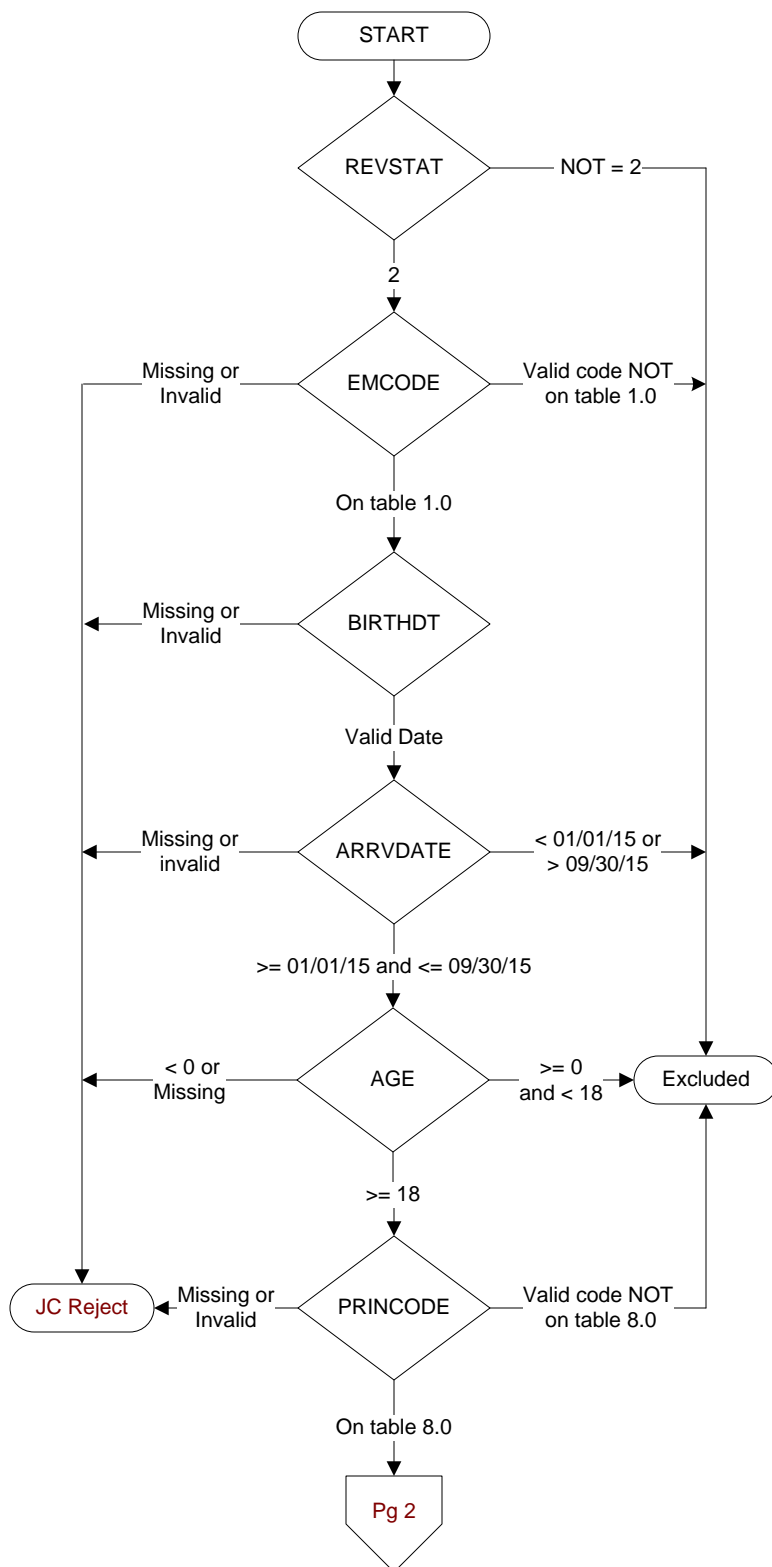 START
REVSTAT
NOT = 2
2
Missing or
Invalid
EMCODE
Valid code NOT
on table 1.0
On table 1.0
Missing or
Invalid
BIRTHDT
Valid Date
Missing or
invalid
ARRVDATE
< 01/01/15 or
> 09/30/15
>= 01/01/15 and <= 09/30/15
< 0 or
Missing
AGE
>= 0
and < 18
Excluded
>= 18
JC Reject
Missing or
Invalid
PRINCODE
Valid code NOT
on table 8.0
On table 8.0
Pg 2